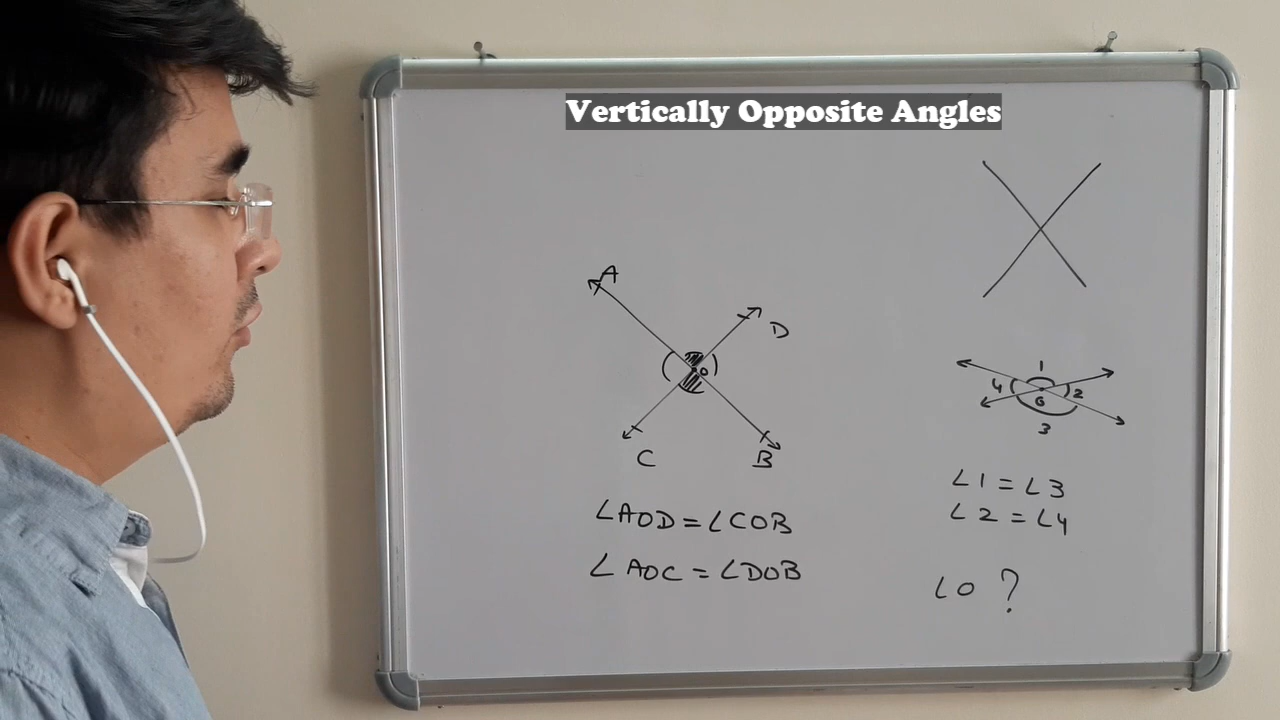 Vertically Opposite Angles
A
D
O
C
B
∠AOD = ∠COB
∠AOC = ∠DOB
1
4
2
O
3
∠1 = ∠3
∠2 = ∠4
∠O ?